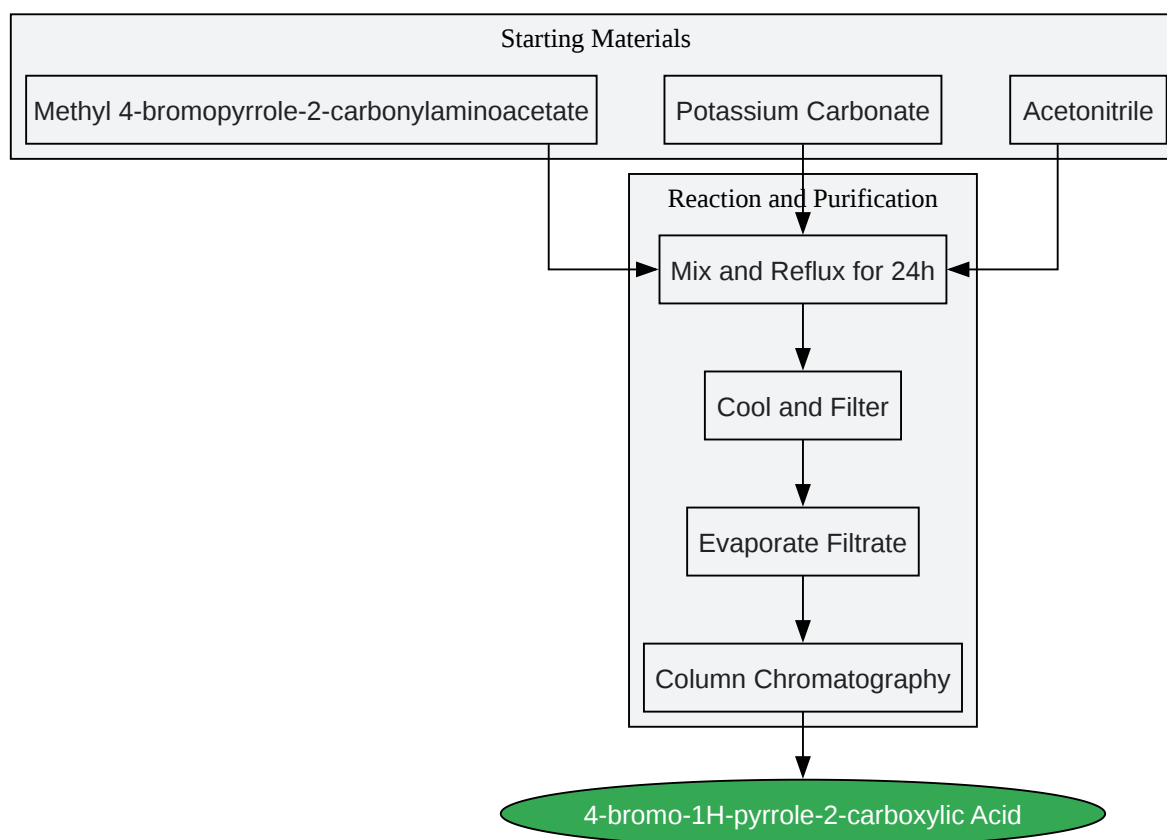 Starting Materials
Methyl 4-bromopyrrole-2-carbonylaminoacetate
Potassium Carbonate
Acetonitrile
Reaction and Purification
Mix and Reflux for 24h
Cool and Filter
Evaporate Filtrate
Column Chromatography
4-bromo-1H-pyrrole-2-carboxylic Acid